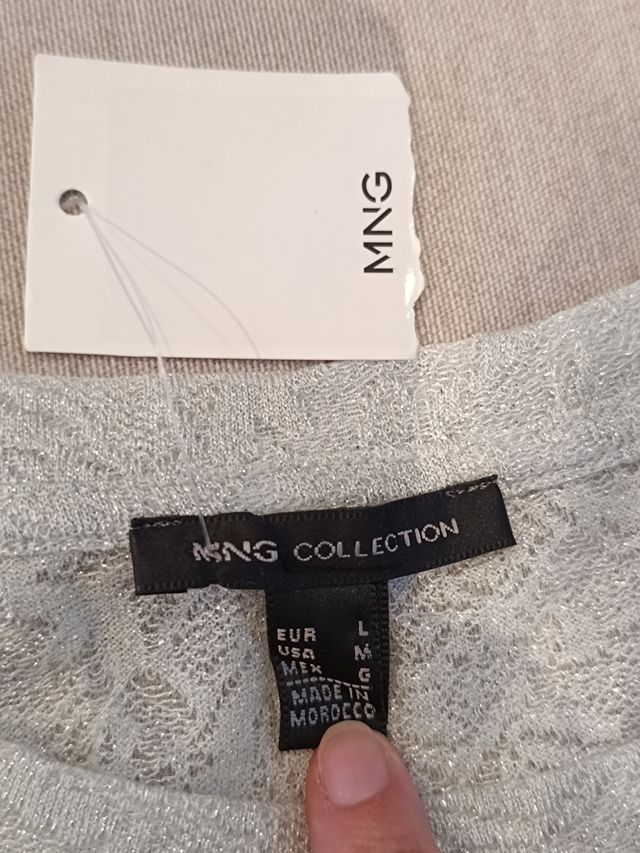 MNG
MNG COLLECTION
EUR L
USA M
MEX G
MADE IN
MOROCCO